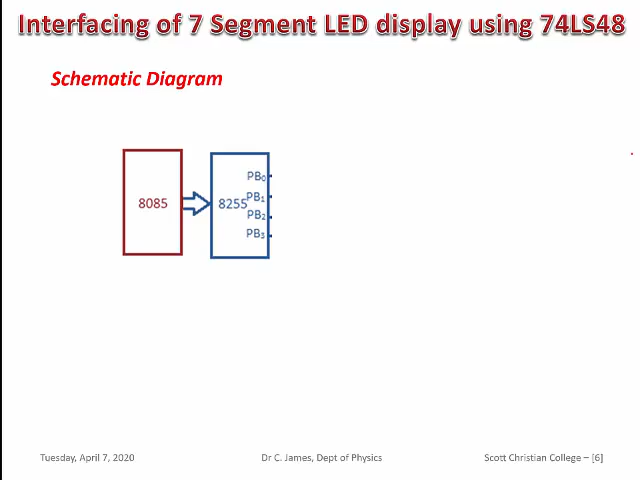 Interfacing of 7 Segment LED display using 74LS48
Schematic Diagram
8085
8255
PB₀
PB₁
PB₂
PB₃
Tuesday, April 7, 2020
Dr C. James, Dept of Physics
Scott Christian College – [6]